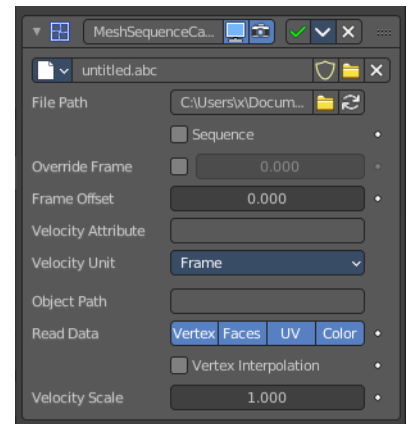 MeshSequenceCa...
untitled.abc
File Path C:\Users\x\Docum...
Sequence
Override Frame 0.000
Frame Offset 0.000
Velocity Attribute
Velocity Unit Frame
Object Path
Read Data Vertex Faces UV Color
Vertex Interpolation
Velocity Scale 1.000